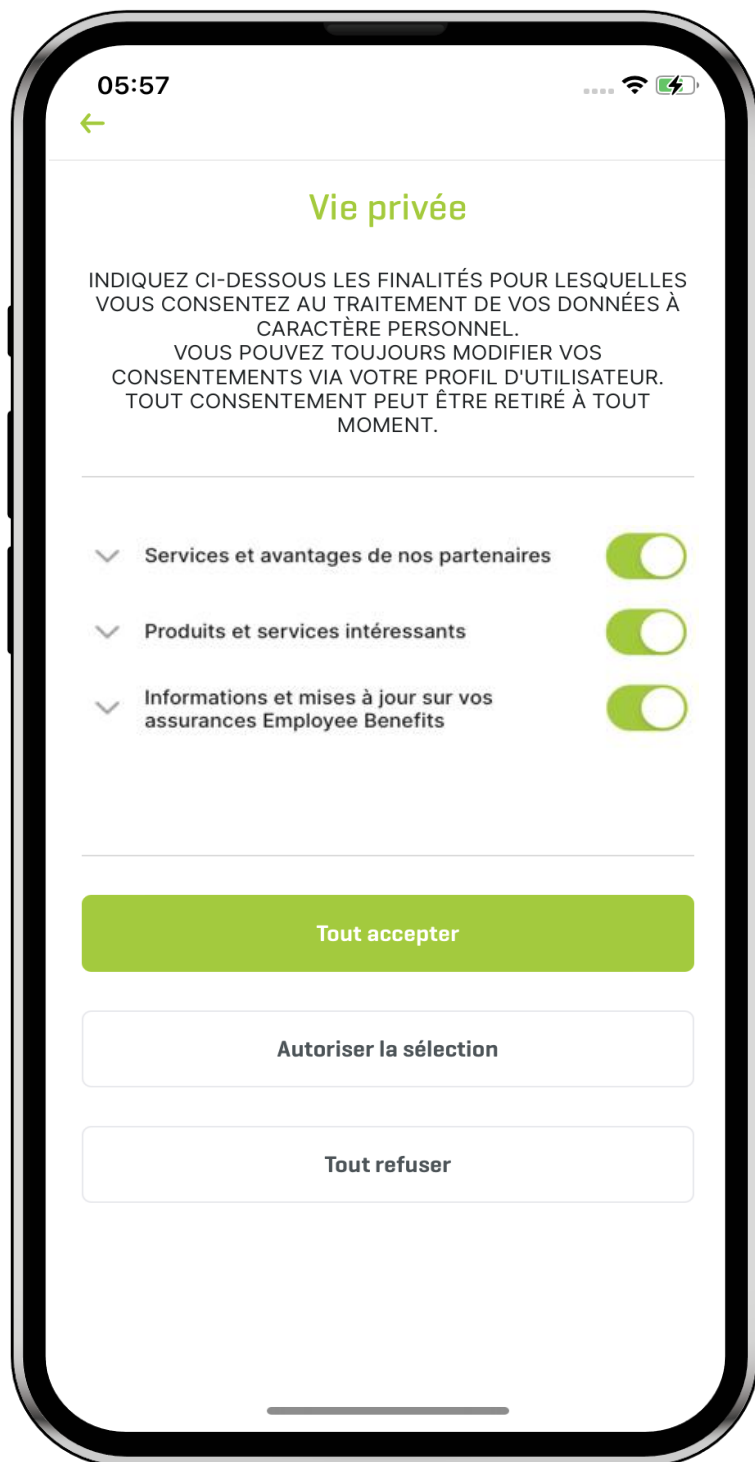 05:57
Vie privée
INDIQUEZ CI-DESSOUS LES FINALITÉS POUR LESQUELLES
VOUS CONSENTEZ AU TRAITEMENT DE VOS DONNÉES À
CARACTÈRE PERSONNEL.
VOUS POUVEZ TOUJOURS MODIFIER VOS
CONSENTEMENTS VIA VOTRE PROFIL D'UTILISATEUR.
TOUT CONSENTEMENT PEUT ÊTRE RETIRÉ À TOUT
MOMENT.
Services et avantages de nos partenaires
Produits et services intéressants
Informations et mises à jour sur vos
assurances Employee Benefits
Tout accepter
Autoriser la sélection
Tout refuser